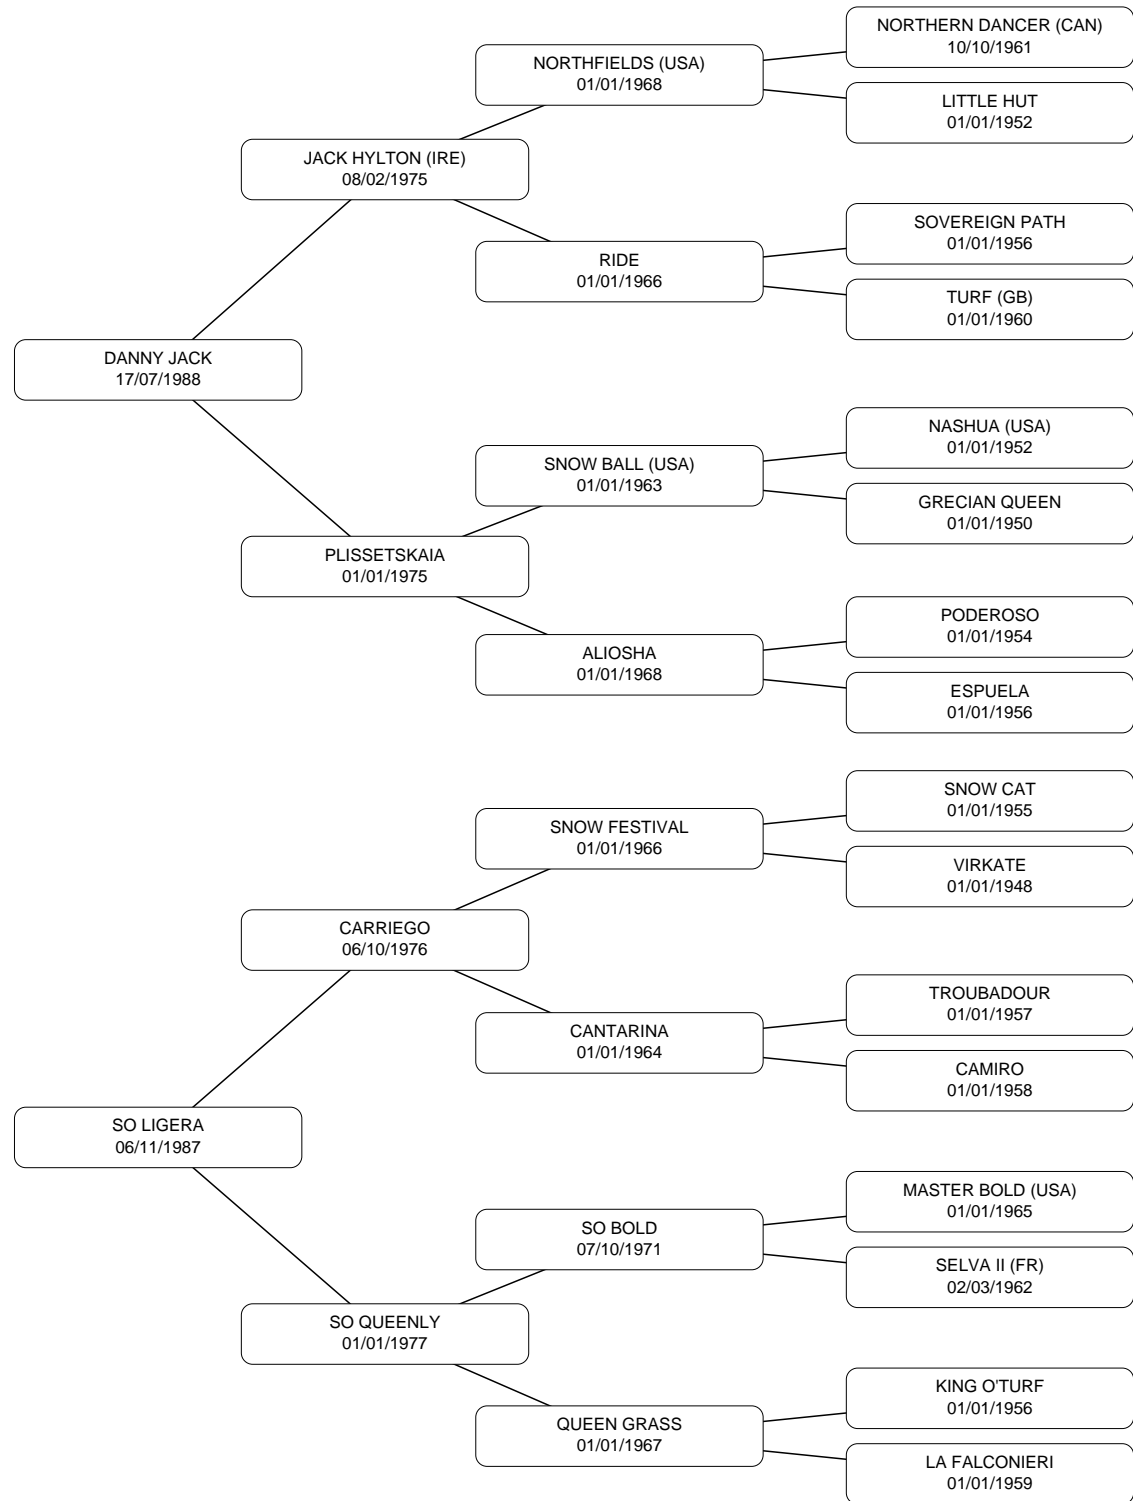 NORTHERN DANCER (CAN)
10/10/1961
NORTHFIELDS (USA)
01/01/1968
LITTLE HUT
01/01/1952
JACK HYLTON (IRE)
08/02/1975
SOVEREIGN PATH
01/01/1956
RIDE
01/01/1966
TURF (GB)
01/01/1960
DANNY JACK
17/07/1988
NASHUA (USA)
01/01/1952
SNOW BALL (USA)
01/01/1963
GRECIAN QUEEN
01/01/1950
PLISSETSKAIA
01/01/1975
PODEROSO
01/01/1954
ALIOSHA
01/01/1968
ESPUELA
01/01/1956
SNOW CAT
01/01/1955
SNOW FESTIVAL
01/01/1966
VIRKATE
01/01/1948
CARRIEGO
06/10/1976
TROUBADOUR
01/01/1957
CANTARINA
01/01/1964
CAMIRO
01/01/1958
SO LIGERA
06/11/1987
MASTER BOLD (USA)
01/01/1965
SO BOLD
07/10/1971
SELVA II (FR)
02/03/1962
SO QUEENLY
01/01/1977
KING O'TURF
01/01/1956
QUEEN GRASS
01/01/1967
LA FALCONIERI
01/01/1959